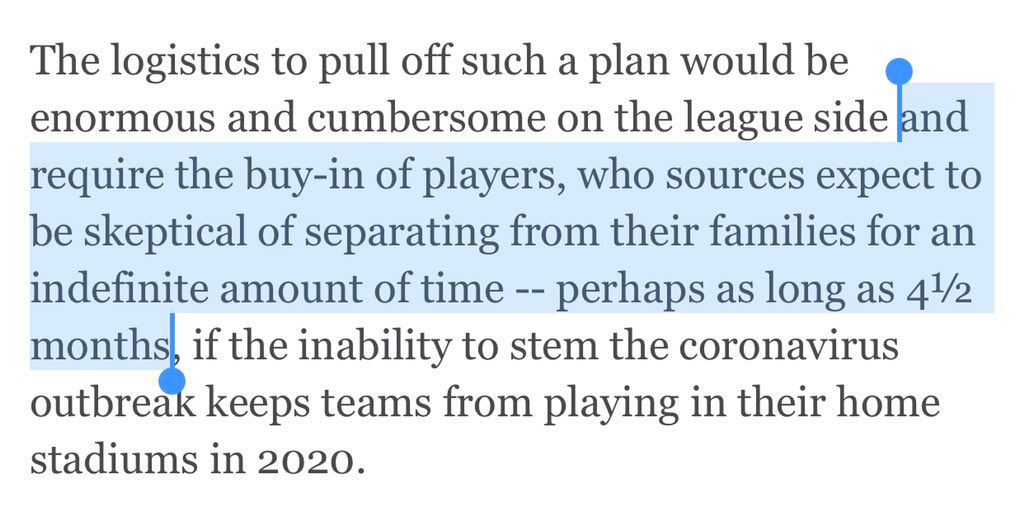 The logistics to pull off such a plan would be
enormous and cumbersome on the league side and
require the buy-in of players, who sources expect to
be skeptical of separating from their families for an
indefinite amount of time -- perhaps as long as 4½
months, if the inability to stem the coronavirus
outbreak keeps teams from playing in their home
stadiums in 2020.